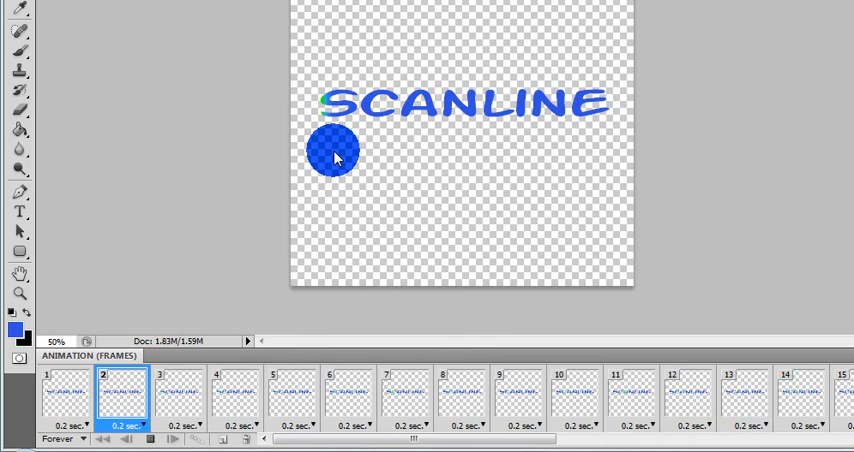 SCANLINE
50%
Doc: 1.83M/1.59M
ANIMATION (FRAMES)
1 2 3 4 5 6 7 8 9 10 11 12 13 14 15
0.2 sec. 0.2 sec. 0.2 sec. 0.2 sec. 0.2 sec. 0.2 sec. 0.2 sec. 0.2 sec. 0.2 sec. 0.2 sec. 0.2 sec. 0.2 sec. 0.2 sec. 0.2 sec. 0.2 s
Forever